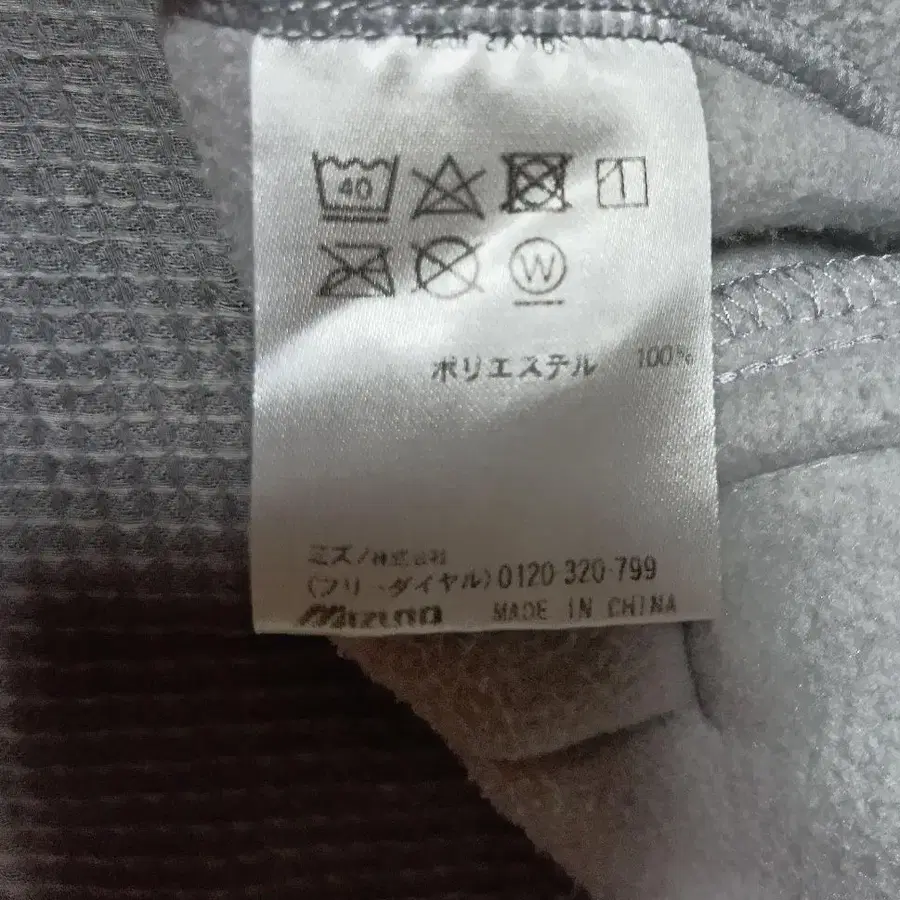 40
W
ポリエステル 100%
ミズノ株式会社
(フリーダイヤル)0120-320-799
Mizuno MADE IN CHINA